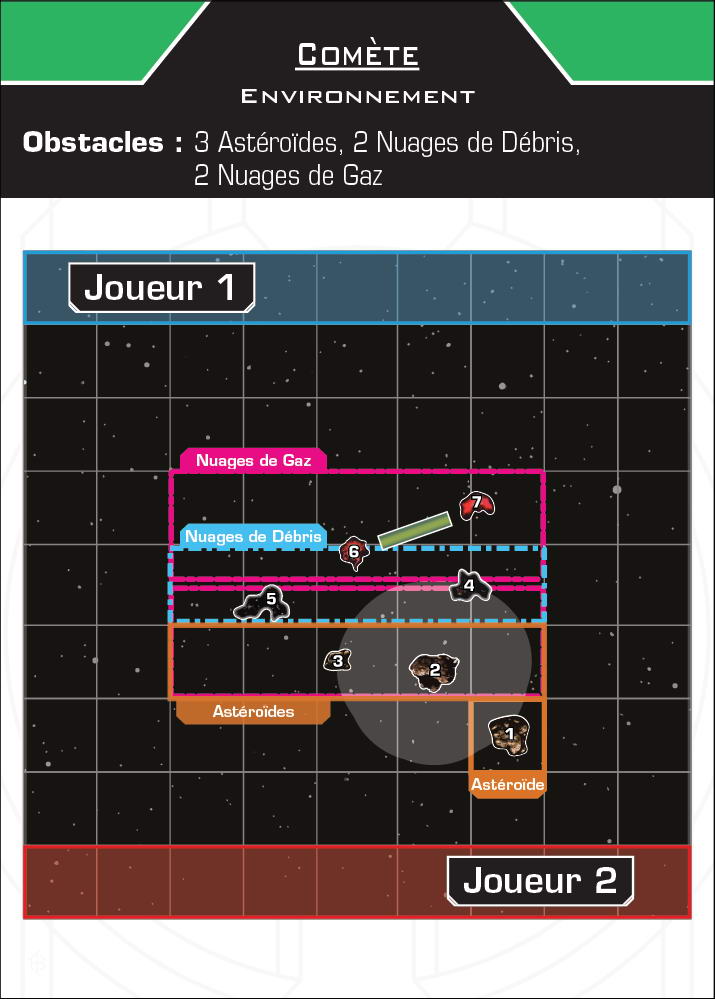 Comète
Environnement
Obstacles : 3 Astéroïdes, 2 Nuages de Débris,
2 Nuages de Gaz
Joueur 1
Nuages de Gaz
7
Nuages de Débris
6
4
5
3
2
Astéroïdes
1
Astéroïde
Joueur 2